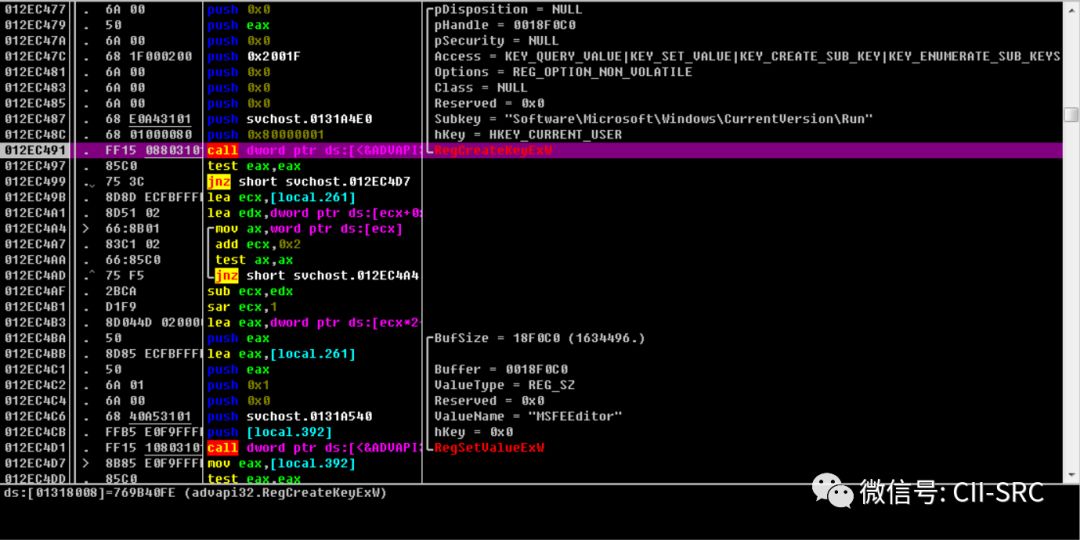 012EC477 . 6A 00 push 0x0 pDisposition = NULL
012EC479 . 50 push eax pHandle = 0018F0C0
012EC47A . 6A 00 push 0x0 pSecurity = NULL
012EC47C . 68 1F000200 push 0x2001F Access = KEY_QUERY_VALUE|KEY_SET_VALUE|KEY_CREATE_SUB_KEY|KEY_ENUMERATE_SUB_KEYS
012EC481 . 6A 00 push 0x0 Options = REG_OPTION_NON_VOLATILE
012EC483 . 6A 00 push 0x0 Class = NULL
012EC485 . 6A 00 push 0x0 Reserved = 0x0
012EC487 . 68 E0A43101 push svchost.0131A4E0 Subkey = "Software\Microsoft\Windows\CurrentVersion\Run"
012EC48C . 68 01000080 push 0x80000001 hKey = HKEY_CURRENT_USER
012EC491 . FF15 0880310 call dword ptr ds:[<&ADVAPI RegCreateKeyExW
012EC497 . 85C0 test eax,eax
012EC499 . 75 3C jnz short svchost.012EC4D7
012EC49B . 8D8D ECFBFFF lea ecx,[local.261]
012EC4A1 . 8D51 02 lea edx,dword ptr ds:[ecx+0
012EC4A4 > 66:8B01 mov ax,word ptr ds:[ecx]
012EC4A7 . 83C1 02 add ecx,0x2
012EC4AA . 66:85C0 test ax,ax
012EC4AD .^ 75 F5 jnz short svchost.012EC4A4
012EC4AF . 2BCA sub ecx,edx
012EC4B1 . D1F9 sar ecx,1
012EC4B3 . 8D044D 02000 lea eax,dword ptr ds:[ecx*2
012EC4BA . 50 push eax BufSize = 18F0C0 (1634496.)
012EC4BB . 8D85 ECFBFFF lea eax,[local.261]
012EC4C1 . 50 push eax Buffer = 0018F0C0
012EC4C2 . 6A 01 push 0x1 ValueType = REG_SZ
012EC4C4 . 6A 00 push 0x0 Reserved = 0x0
012EC4C6 . 68 40A53101 push svchost.0131A540 ValueName = "MSFEEditor"
012EC4CB . FFB5 E0F9FFF push [local.392] hKey = 0x0
012EC4D1 . FF15 1080310 call dword ptr ds:[<&ADVAPI RegSetValueExW
012EC4D7 > 8B85 E0F9FFF mov eax,[local.392]
012EC4DD . 85C0 test eax,eax
ds:[01318008]=769B40FE (advapi32.RegCreateKeyExW)
微信号: CII-SRC